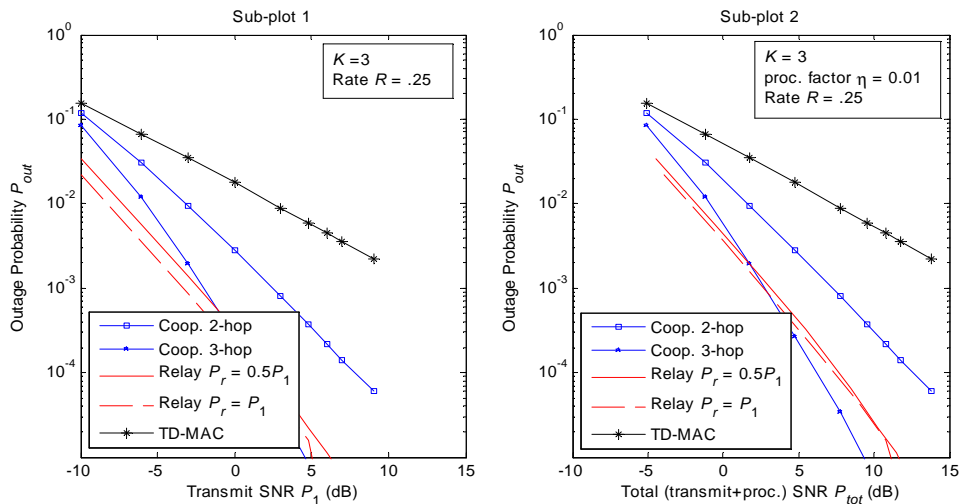 Sub-plot 1
10^0
10^-1
10^-2
10^-3
10^-4
Outage Probability P_out
K =3
Rate R = .25
Coop. 2-hop
Coop. 3-hop
Relay P_r = 0.5P_1
Relay P_r = P_1
TD-MAC
-10 -5 0 5 10 15
Transmit SNR P_1 (dB)
Sub-plot 2
10^0
10^-1
10^-2
10^-3
10^-4
Outage Probability P_out
K = 3
proc. factor η = 0.01
Rate R = .25
Coop. 2-hop
Coop. 3-hop
Relay P_r = 0.5P_1
Relay P_r = P_1
TD-MAC
-10 -5 0 5 10 15
Total (transmit+proc.) SNR P_tot (dB)